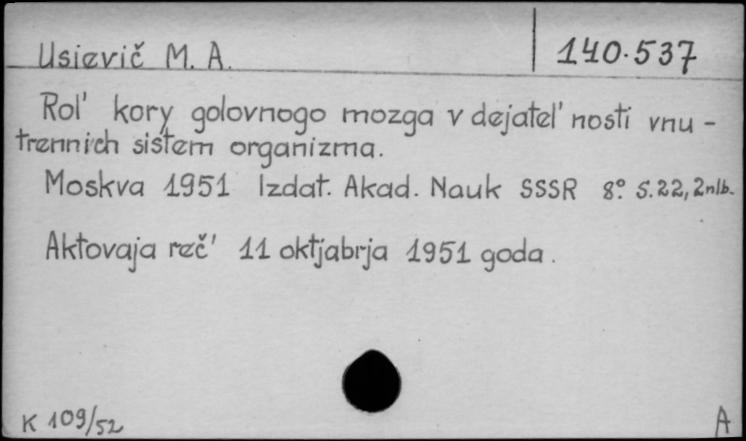 Usievič M. A.
140.537
Rol' kory golovnogo mozga v dejatel'nosti vnu-
trennich sistem organizma.
Moskva 1951 Izdat. Akad. Nauk SSSR 8° S.22, 2nlb.
Aktovaja reč' 11 oktjabrja 1951 goda.
K 109/52
A